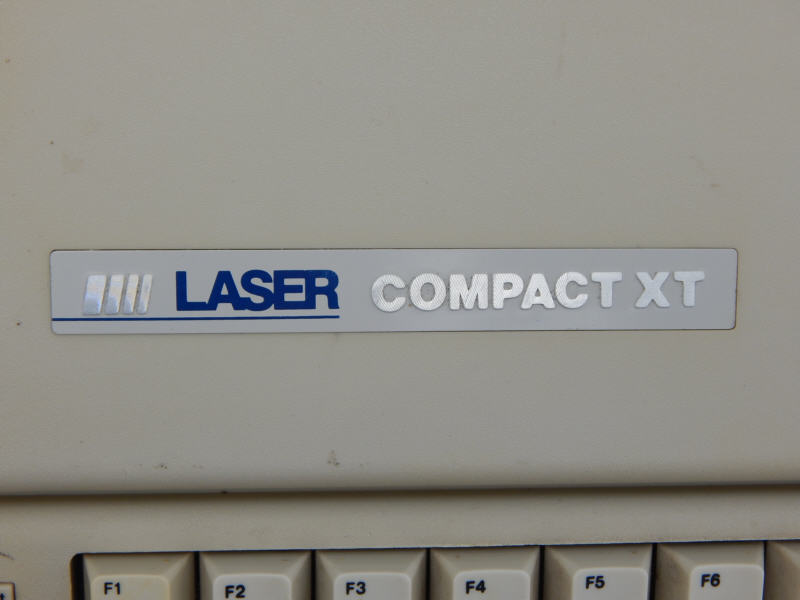 LASER COMPACT XT
F1 F2 F3 F4 F5 F6